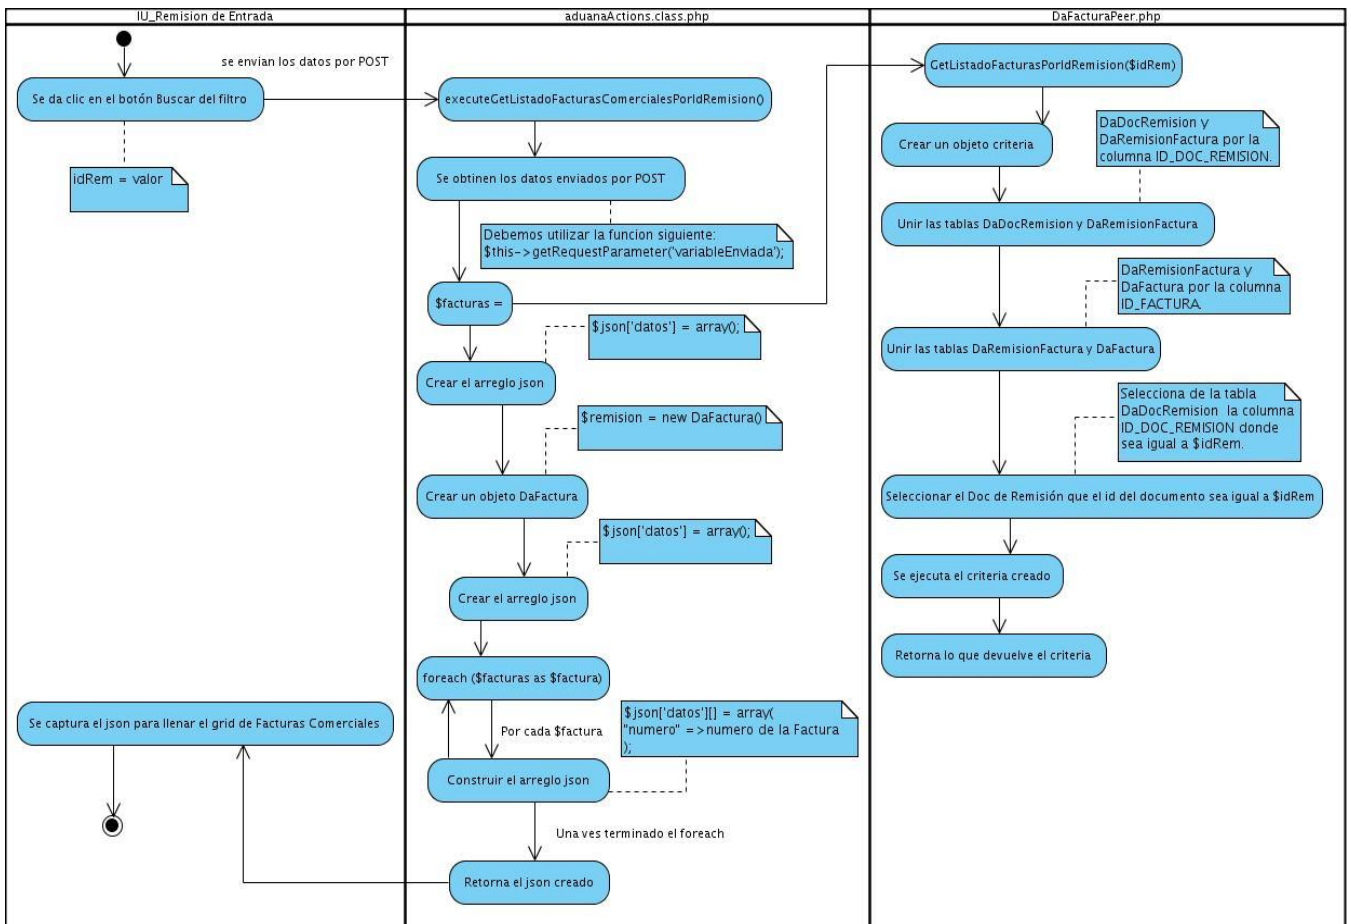 IU_Remision de Entrada
aduanaActions.class.php
DaFacturaPeer.php
se envian los datos por POST
Se da clic en el botón Buscar del filtro
idRem = valor
executeGetListadoFacturasComercialesPorIdRemision()
Se obtinen los datos enviados por POST
Debemos utilizar la funcion siguiente:
$this->getRequestParameter('variableEnviada');
$facturas =
$json['datos'] = array();
Crear el arreglo json
$remision = new DaFactura()
Crear un objeto DaFactura
$json['datos'] = array();
Crear el arreglo json
foreach ($facturas as $factura)
Por cada $factura
$json['datos'][] = array(
"numero" =>numero de la Factura
);
Construir el arreglo json
Una ves terminado el foreach
Retorna el json creado
Se captura el json para llenar el grid de Facturas Comerciales
GetListadoFacturasPorIdRemision($idRem)
Crear un objeto criteria
DaDocRemision y
DaRemisionFactura por la
columna ID_DOC_REMISION.
Unir las tablas DaDocRemision y DaRemisionFactura
DaRemisionFactura y
DaFactura por la columna
ID_FACTURA.
Unir las tablas DaRemisionFactura y DaFactura
Selecciona de la tabla
DaDocRemision la columna
ID_DOC_REMISION donde
sea igual a $idRem.
Seleccionar el Doc de Remisión que el id del documento sea igual a $idRem
Se ejecuta el criteria creado
Retorna lo que devuelve el criteria